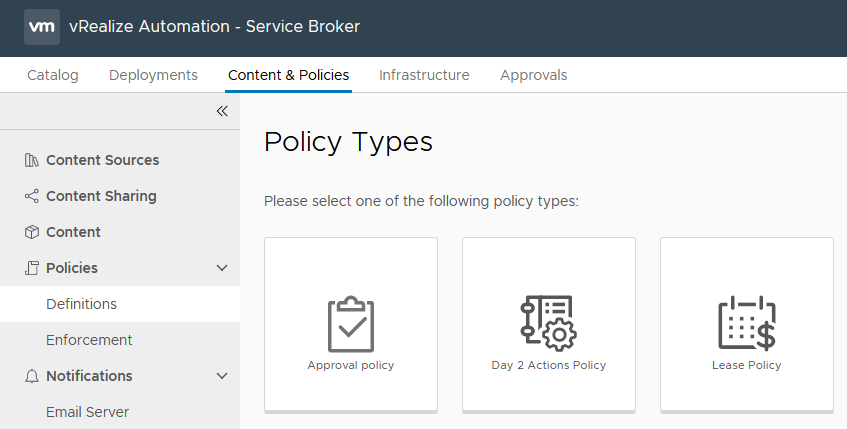 vm vRealize Automation - Service Broker
Catalog Deployments Content & Policies Infrastructure Approvals
Policy Types
Content Sources
Content Sharing
Content
Policies
Definitions
Enforcement
Notifications
Email Server
Please select one of the following policy types:
Approval policy
Day 2 Actions Policy
Lease Policy